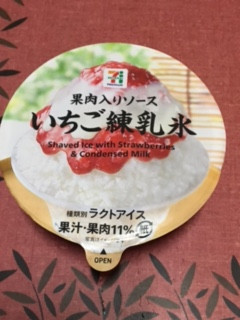 果肉入りソース
いちご練乳氷
Shaved Ice with Strawberries
& Condensed Milk
種類別 ラクトアイス
果汁・果肉11%
OPEN